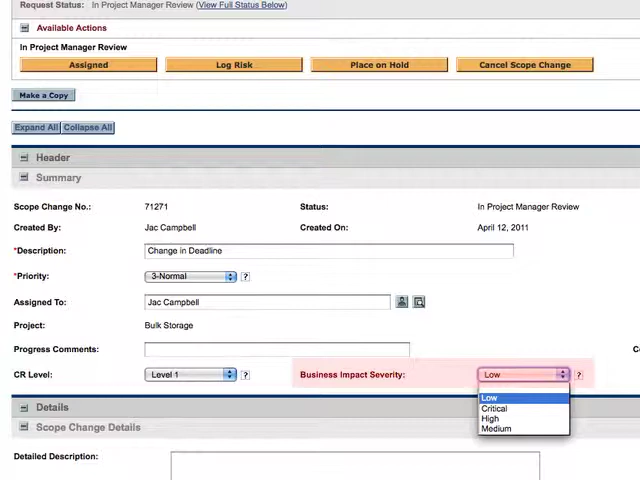 Request Status: In Project Manager Review (View Full Status Below)
Available Actions
In Project Manager Review
Assigned Log Risk Place on Hold Cancel Scope Change
Make a Copy
Expand All Collapse All
Header
Summary
Scope Change No.: 71271 Status: In Project Manager Review
Created By: Jac Campbell Created On: April 12, 2011
*Description: Change in Deadline
*Priority: 3-Normal ?
Assigned To: Jac Campbell
Project: Bulk Storage
Progress Comments:
CR Level: Level 1 ? Business Impact Severity: Low ?
Low
Critical
High
Medium
Details
Scope Change Details
Detailed Description: